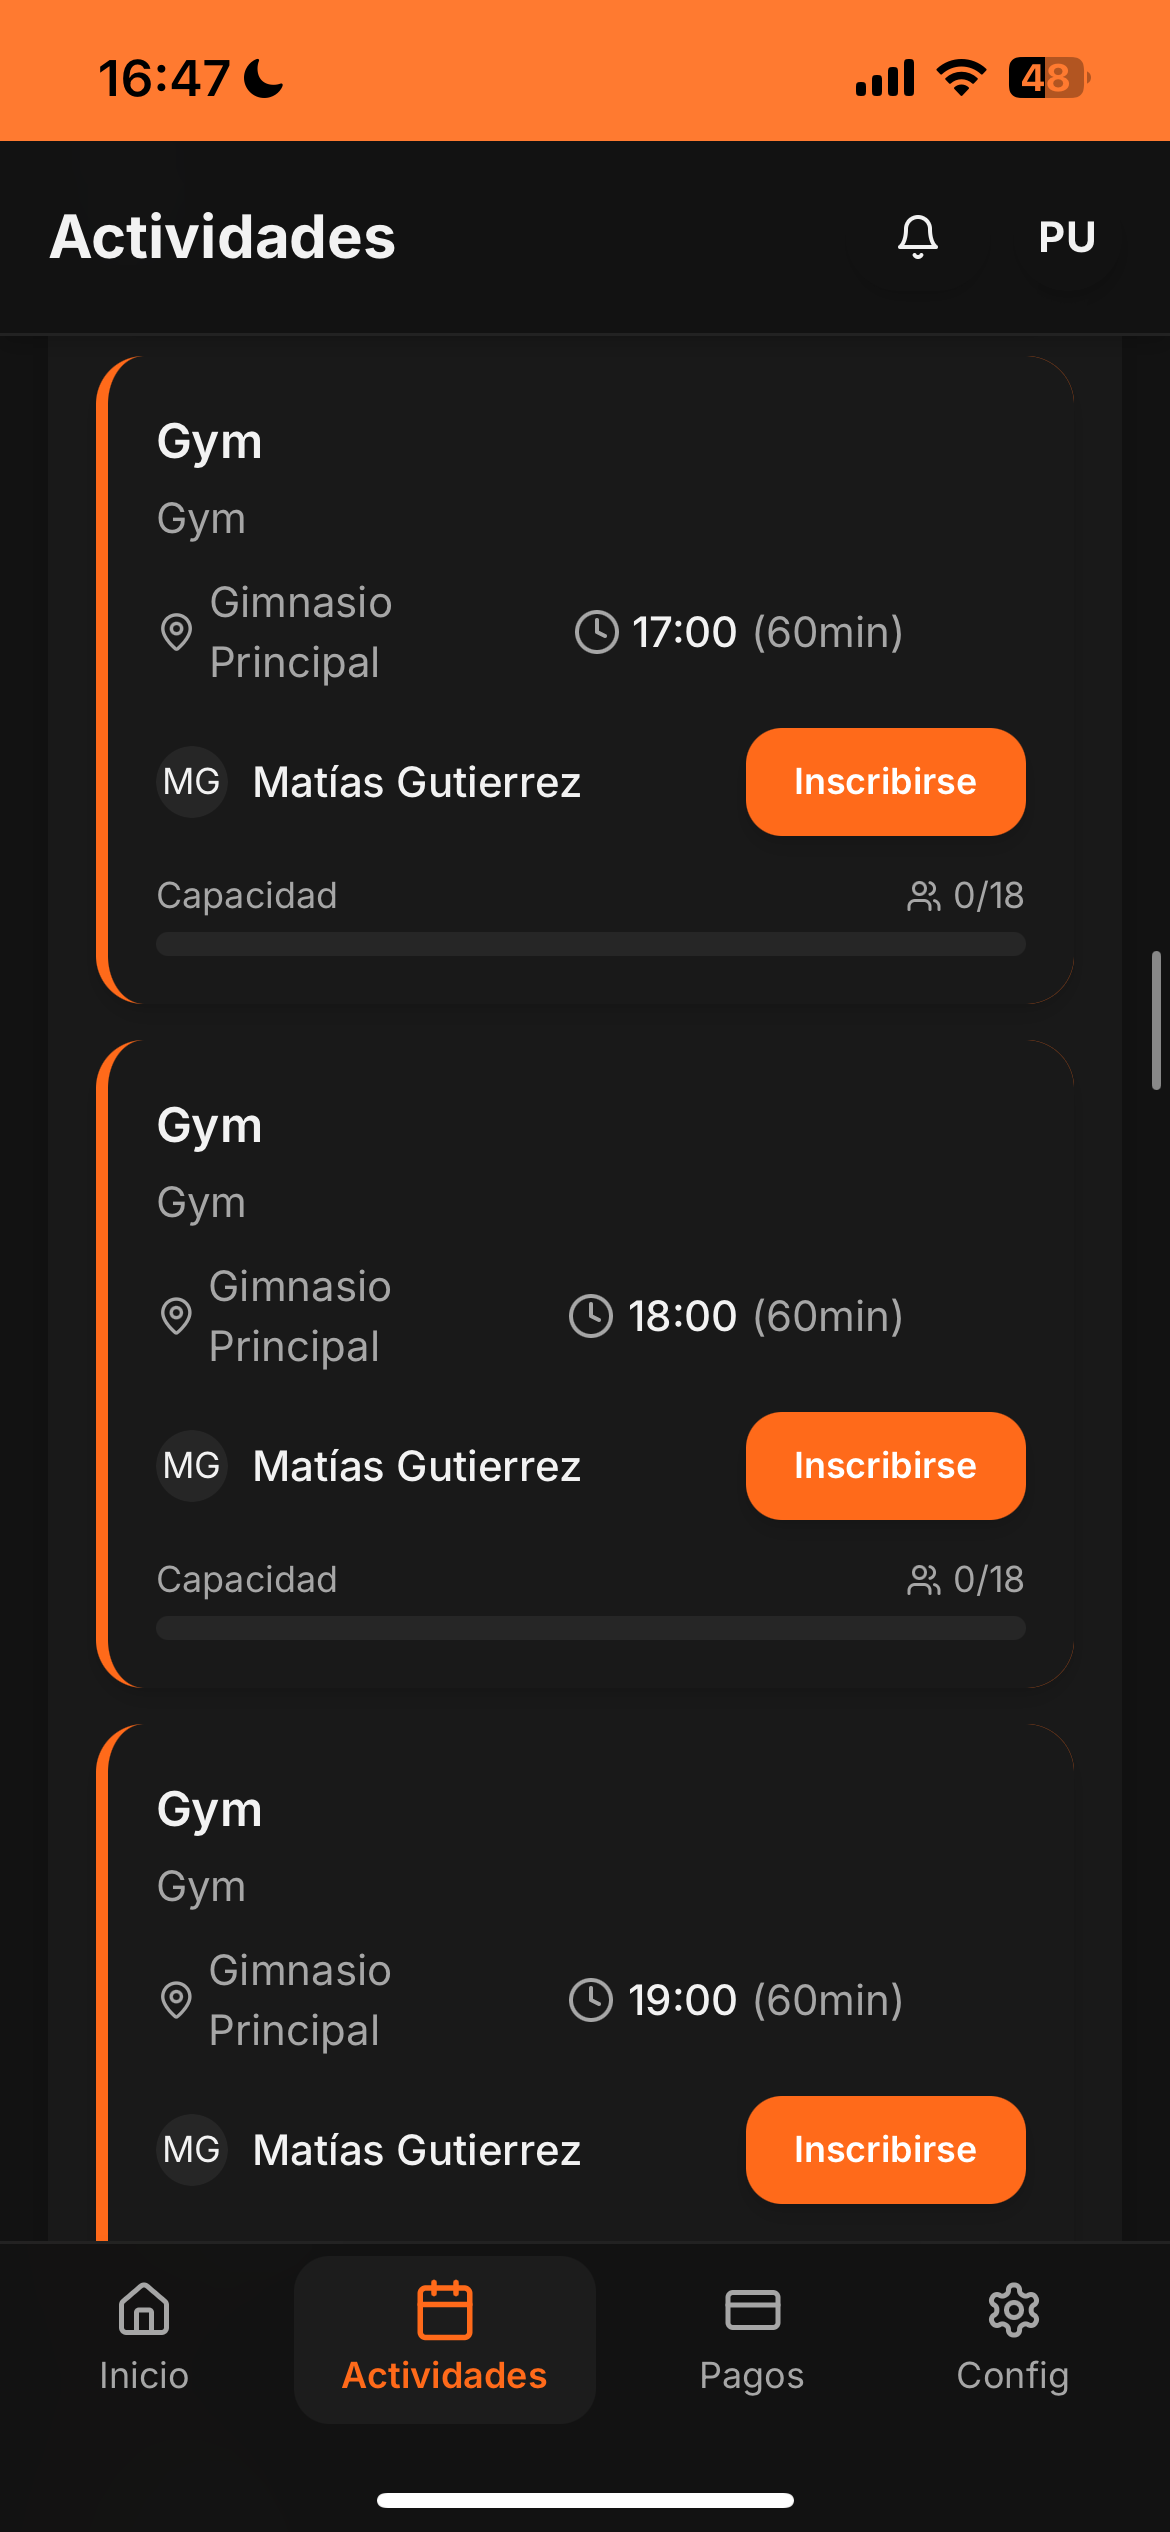 16:47
48
Actividades
PU
Gym
Gym
Gimnasio
Principal
17:00 (60min)
MG Matías Gutierrez
Inscribirse
Capacidad
0/18
Gym
Gym
Gimnasio
Principal
18:00 (60min)
MG Matías Gutierrez
Inscribirse
Capacidad
0/18
Gym
Gym
Gimnasio
Principal
19:00 (60min)
MG Matías Gutierrez
Inscribirse
Inicio
Actividades
Pagos
Config